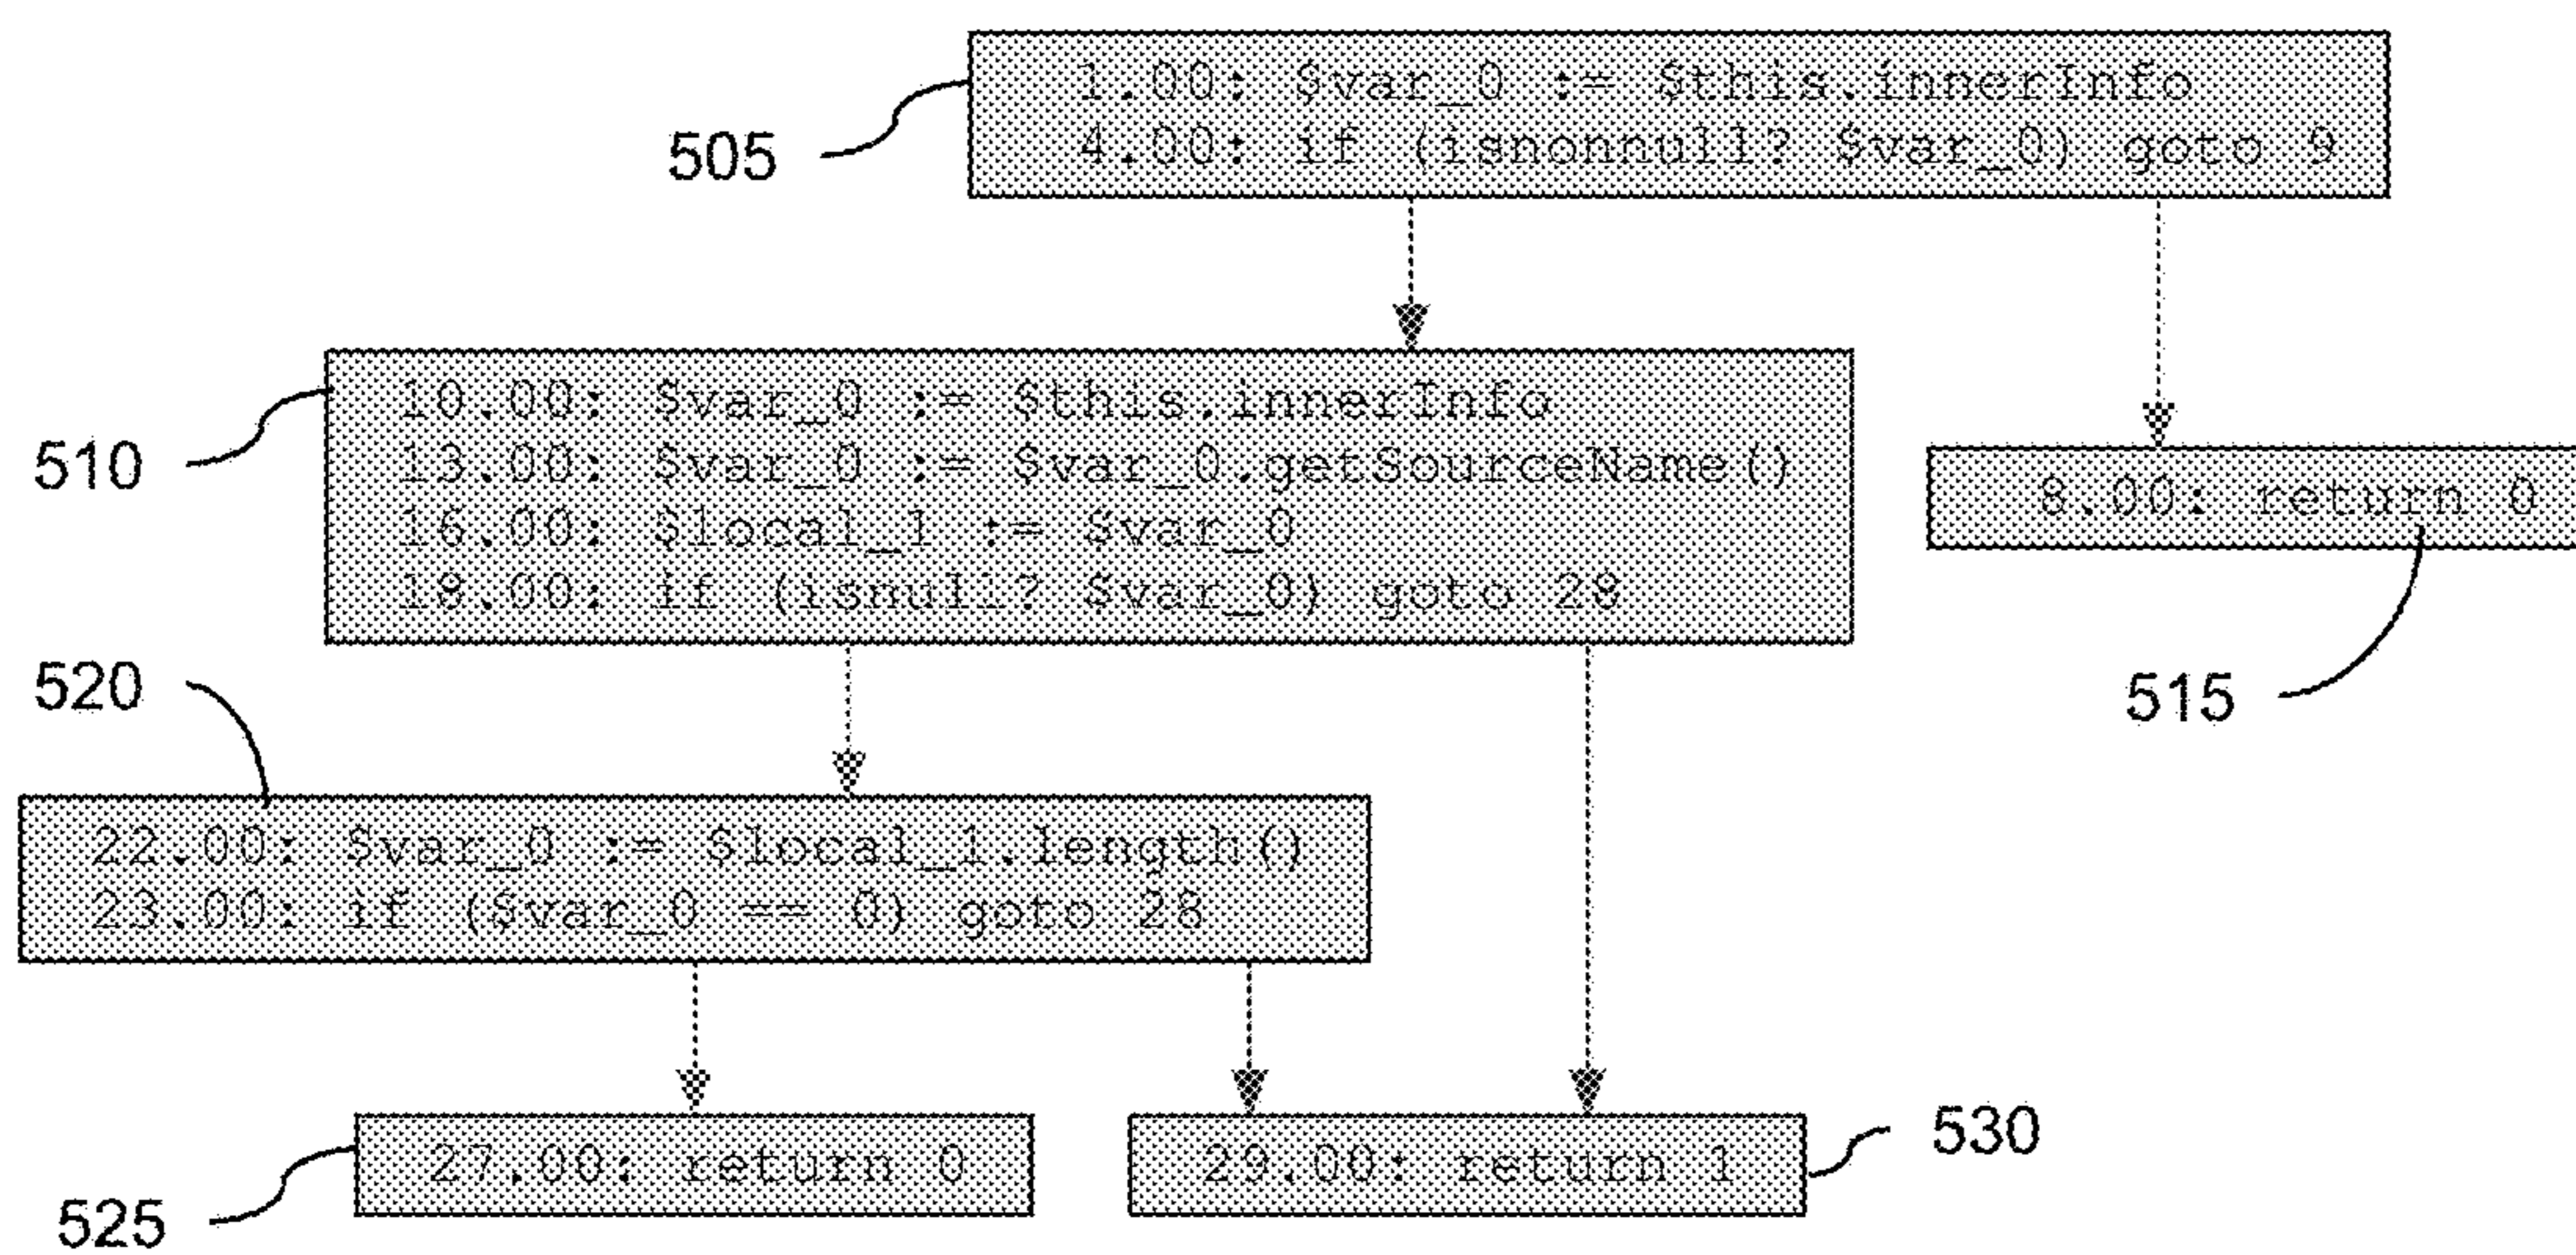 505
1.00: $var_0 := $this.innerInfo
4.00: if (isnonnull? $var_0) goto 9
510
10.00: $var_0 := $this.innerInfo
13.00: $var_0 := $var_0.getSourceName()
16.00: $local_1 := $var_0
18.00: if (isnull? $var_0) goto 28
8.00: return 0
515
520
22.00: $var_0 := $local_1.length()
23.00: if ($var_0 == 0) goto 28
525
27.00: return 0
29.00: return 1
530